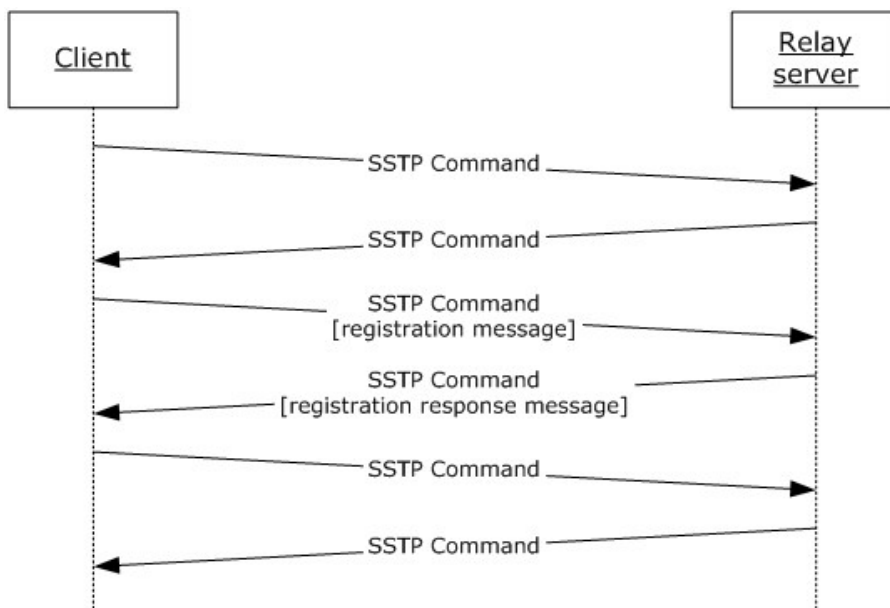 Client
Relay
server
SSTP Command
SSTP Command
SSTP Command
[registration message]
SSTP Command
[registration response message]
SSTP Command
SSTP Command